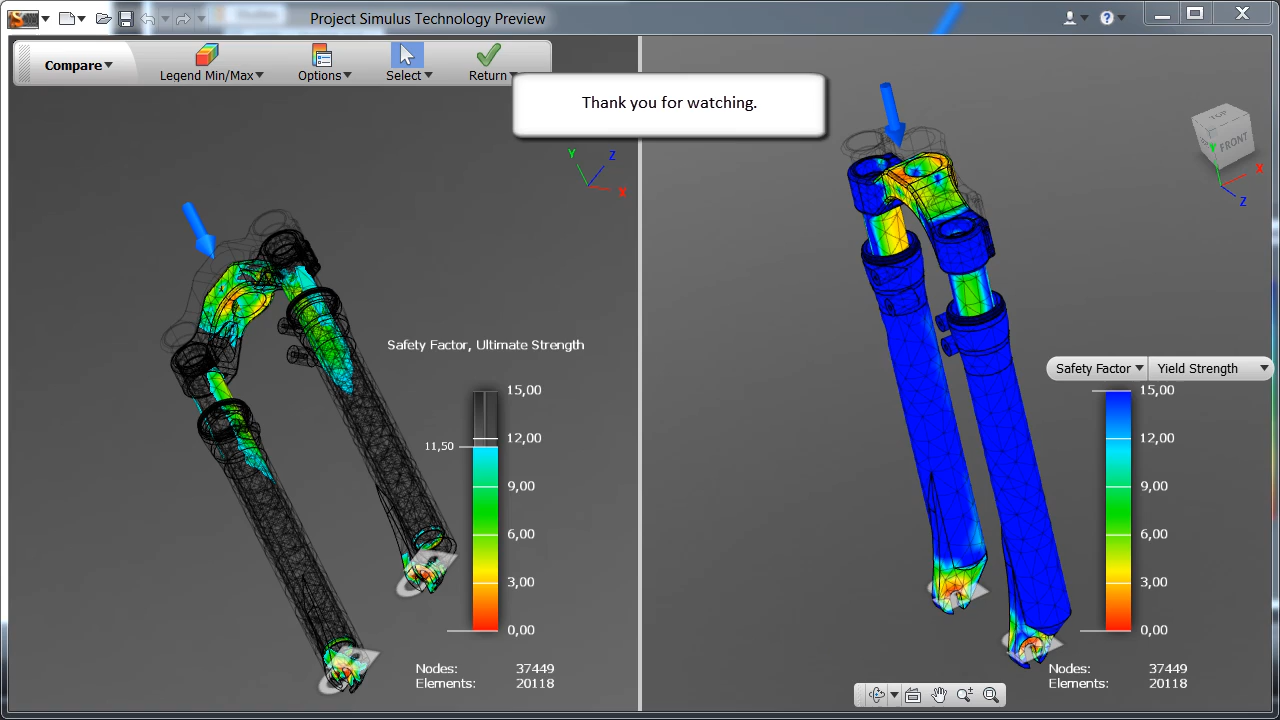 Project Simulus Technology Preview
Compare
Legend Min/Max
Options
Select
Return
Thank you for watching.
Y
Z
X
TOP
FRONT
Y
X
Z
Safety Factor, Ultimate Strength
15,00
12,00
11,50
9,00
6,00
3,00
0,00
Nodes: 37449
Elements: 20118
Safety Factor
Yield Strength
15,00
12,00
9,00
6,00
3,00
0,00
Nodes: 37449
Elements: 20118